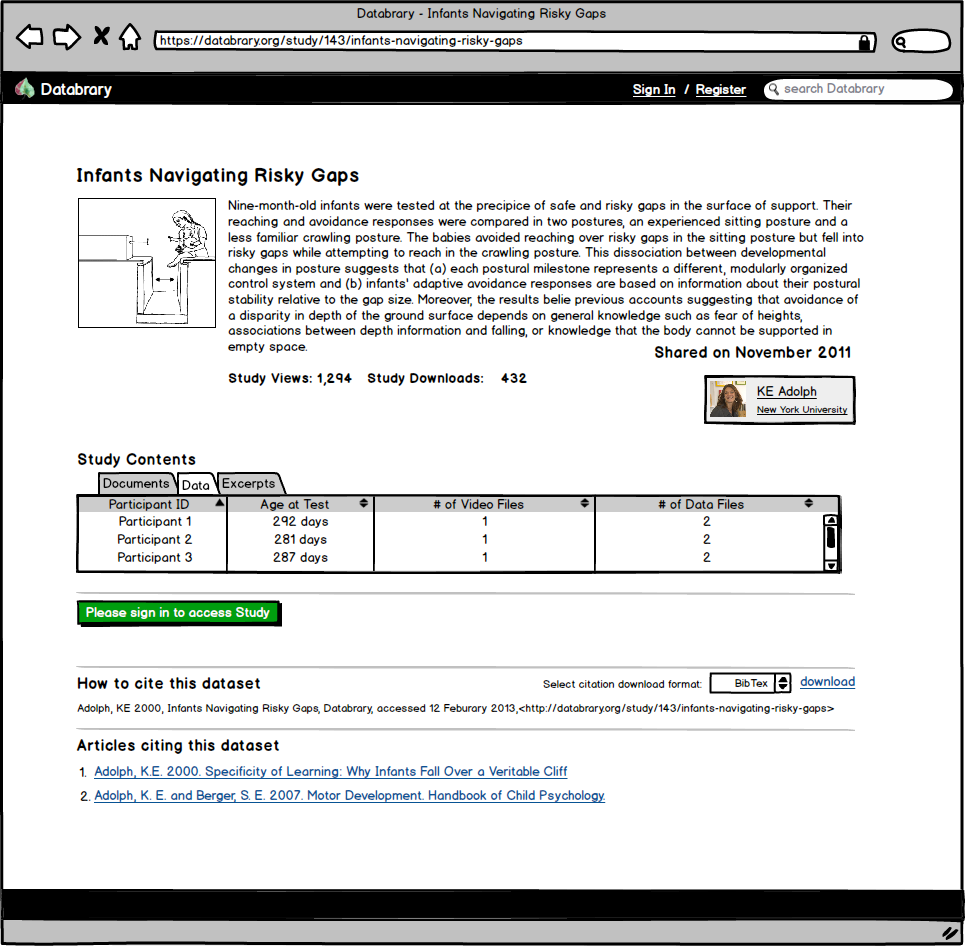 Databrary - Infants Navigating Risky Gaps
https://databrary.org/study/143/infants-navigating-risky-gaps
Databrary
Sign In / Register
search Databrary
Infants Navigating Risky Gaps
Nine-month-old infants were tested at the precipice of safe and risky gaps in the surface of support. Their
reaching and avoidance responses were compared in two postures, an experienced sitting posture and a
less familiar crawling posture. The babies avoided reaching over risky gaps in the sitting posture but fell into
risky gaps while attempting to reach in the crawling posture. This dissociation between developmental
changes in posture suggests that (a) each postural milestone represents a different, modularly organized
control system and (b) infants' adaptive avoidance responses are based on information about their postural
stability relative to the gap size. Moreover, the results belie previous accounts suggesting that avoidance of
a disparity in depth of the ground surface depends on general knowledge such as fear of heights,
associations between depth information and falling, or knowledge that the body cannot be supported in
empty space.
Shared on November 2011
Study Views: 1,294 Study Downloads: 432
KE Adolph
New York University
Study Contents
Documents Data Excerpts
Participant ID Age at Test # of Video Files # of Data Files
Participant 1 292 days 1 2
Participant 2 281 days 1 2
Participant 3 287 days 1 2
Please sign in to access Study
How to cite this dataset
Select citation download format: BibTex download
Adolph, KE 2000, Infants Navigating Risky Gaps, Databrary, accessed 12 Feburary 2013,<http://databrary.org/study/143/infants-navigating-risky-gaps>
Articles citing this dataset
1. Adolph, K.E. 2000. Specificity of Learning: Why Infants Fall Over a Veritable Cliff
2. Adolph, K. E. and Berger, S. E. 2007. Motor Development. Handbook of Child Psychology.